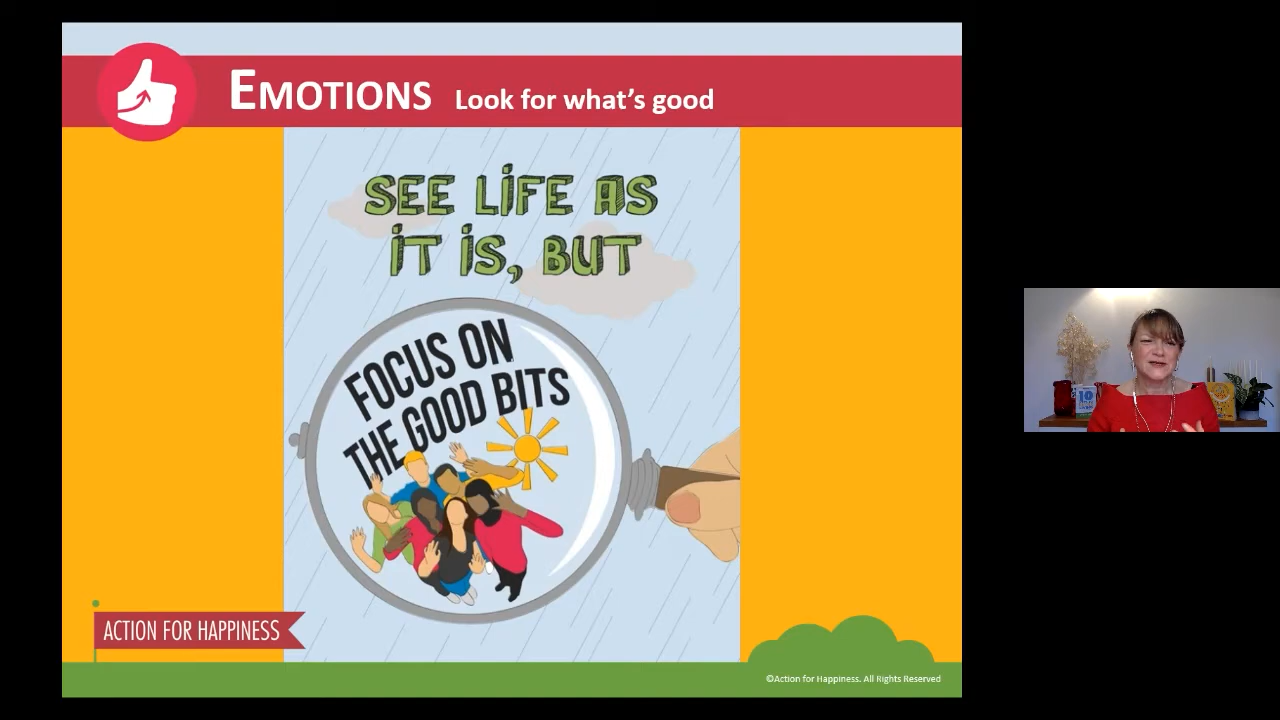 EMOTIONS Look for what's good
SEE LIFE AS
IT IS, BUT
FOCUS ON
THE GOOD BITS
ACTION FOR HAPPINESS
©Action for Happiness. All Rights Reserved
10